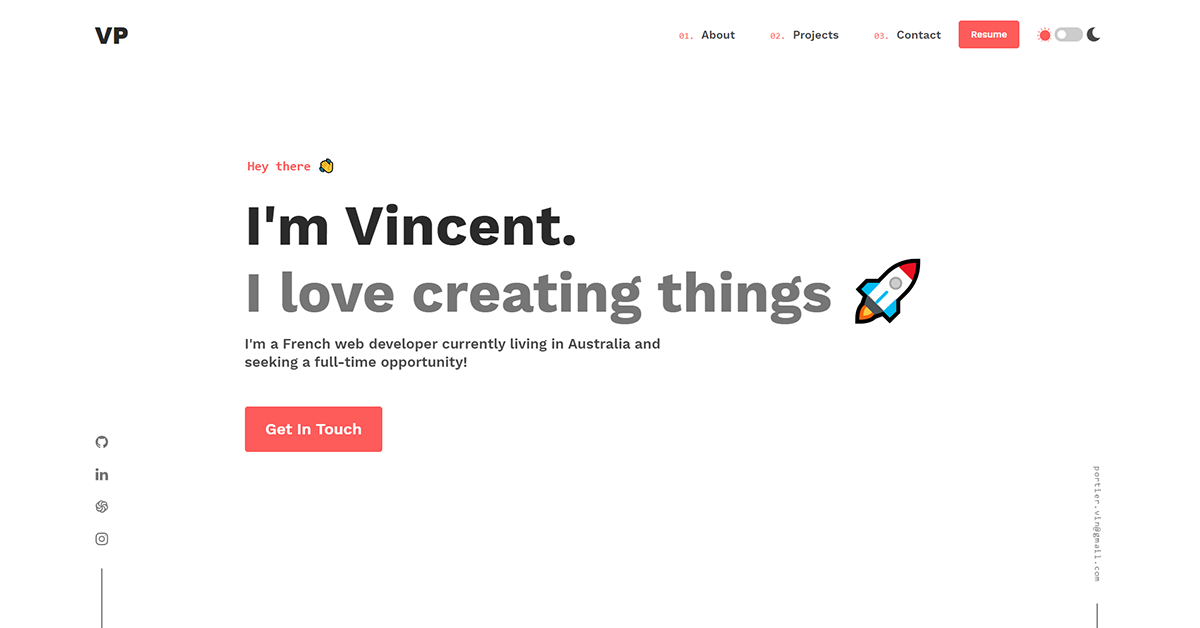 VP
01. About
02. Projects
03. Contact
Resume
Hey there
I'm Vincent.
I love creating things
I'm a French web developer currently living in Australia and
seeking a full-time opportunity!
Get In Touch
in
portier.vin@gmail.com